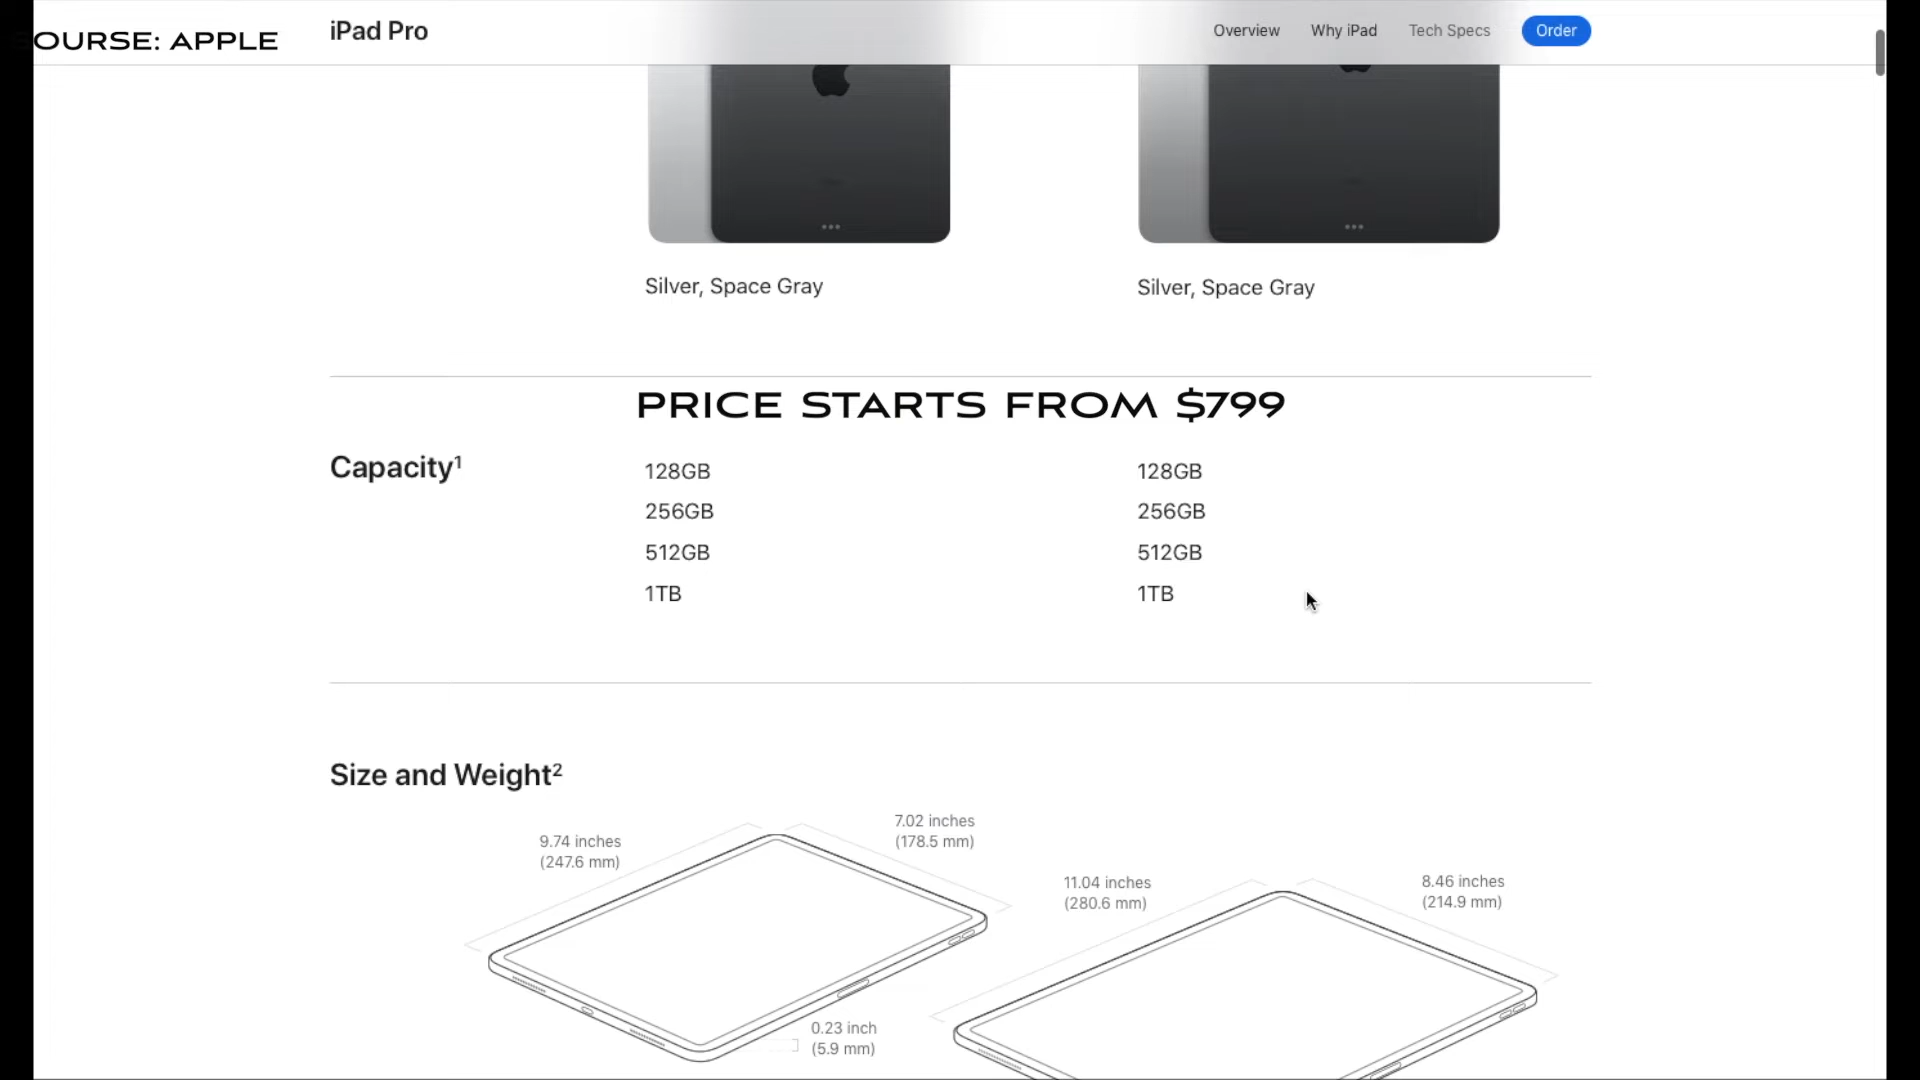 OURSE: APPLE
iPad Pro
Overview
Why iPad
Tech Specs
Order
Silver, Space Gray
Silver, Space Gray
PRICE STARTS FROM $799
Capacity¹
128GB
256GB
512GB
1TB
128GB
256GB
512GB
1TB
Size and Weight²
9.74 inches
(247.6 mm)
7.02 inches
(178.5 mm)
0.23 inch
(5.9 mm)
11.04 inches
(280.6 mm)
8.46 inches
(214.9 mm)